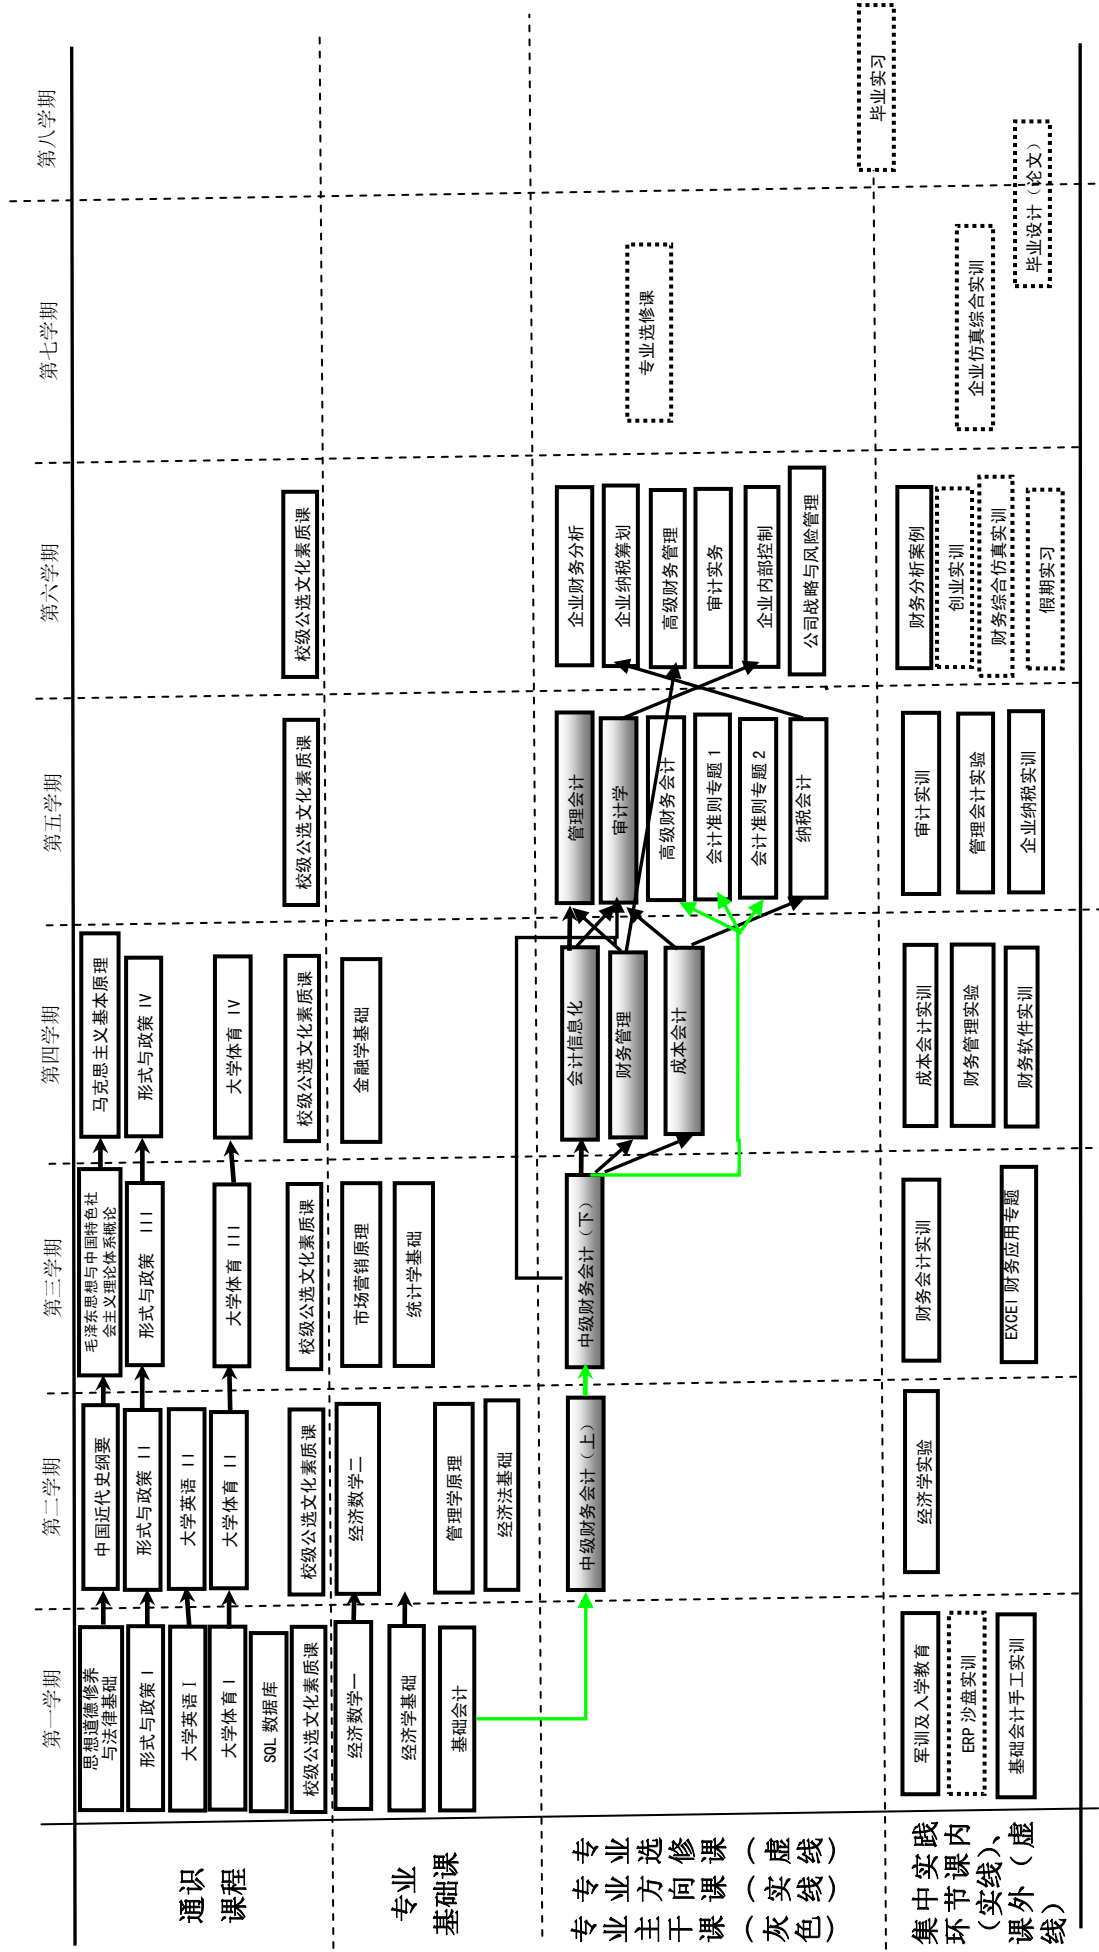 第一学期
第二学期
第三学期
第四学期
第五学期
第六学期
第七学期
第八学期
通识
课程
思想道德修养
与法律基础
中国近代史纲要
毛泽东思想与中国特色社
会主义理论体系概论
马克思主义基本原理
形式与政策 I
形式与政策 II
形式与政策 III
形式与政策 IV
大学英语 I
大学英语 II
大学体育 I
大学体育 II
大学体育 III
大学体育 IV
SQL 数据库
校级公选文化素质课
校级公选文化素质课
校级公选文化素质课
校级公选文化素质课
校级公选文化素质课
校级公选文化素质课
专业
基础课
经济数学一
经济数学二
市场营销原理
金融学基础
经济学基础
统计学基础
基础会计
管理学原理
经济法基础
专业选修课（虚线）
专业方向课（实线）
专业主干课（灰色）
中级财务会计（上）
中级财务会计（下）
会计信息化
财务管理
成本会计
管理会计
审计学
高级财务会计
会计准则专题 1
会计准则专题 2
纳税会计
企业财务分析
企业纳税筹划
高级财务管理
审计实务
企业内部控制
公司战略与风险管理
专业选修课
集中实践
环节课内
（实线）、
课外（虚
线）
军训及入学教育
ERP 沙盘实训
基础会计手工实训
经济学实验
财务会计实训
EXCEl 财务应用专题
成本会计实训
财务管理实验
财务软件实训
审计实训
管理会计实验
企业纳税实训
财务分析案例
创业实训
财务综合仿真实训
假期实习
企业仿真综合实训
毕业设计（论文）
毕业实习